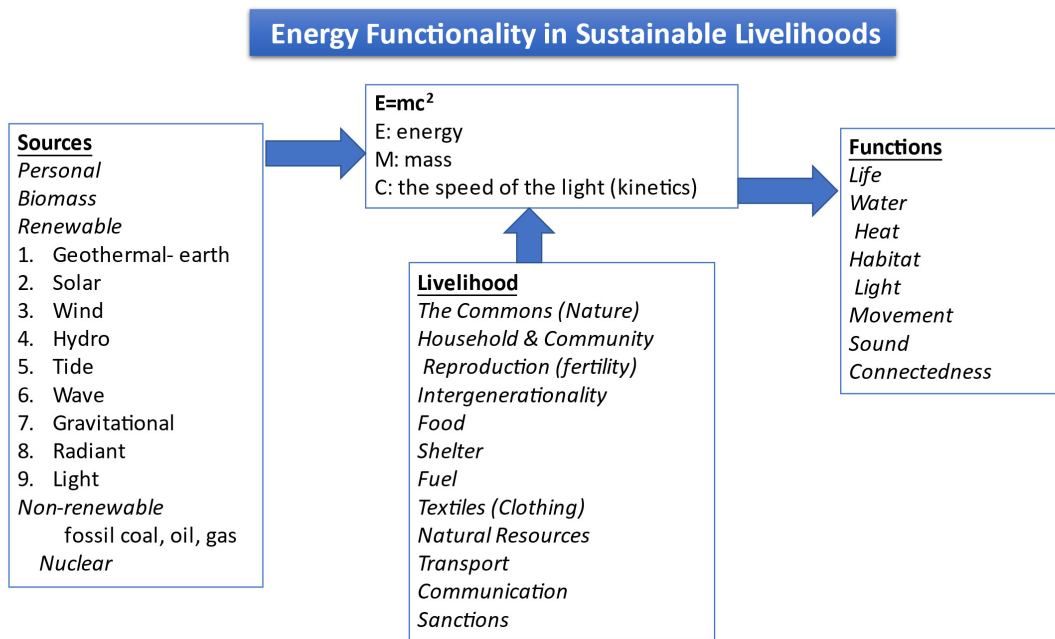 Energy Functionality in Sustainable Livelihoods
Sources
Personal
Biomass
Renewable
1. Geothermal- earth
2. Solar
3. Wind
4. Hydro
5. Tide
6. Wave
7. Gravitational
8. Radiant
9. Light
Non-renewable
fossil coal, oil, gas
Nuclear
E=mc²
E: energy
M: mass
C: the speed of the light (kinetics)
Livelihood
The Commons (Nature)
Household & Community
Reproduction (fertility)
Intergenerationality
Food
Shelter
Fuel
Textiles (Clothing)
Natural Resources
Transport
Communication
Sanctions
Functions
Life
Water
Heat
Habitat
Light
Movement
Sound
Connectedness